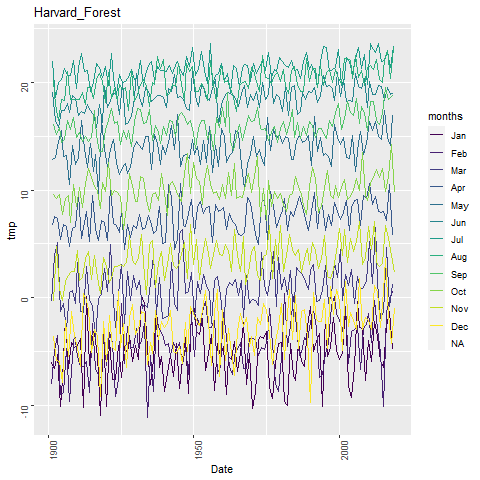 Harvard_Forest
tmp
20
10
0
-10
1900
1950
2000
Date
months
Jan
Feb
Mar
Apr
May
Jun
Jul
Aug
Sep
Oct
Nov
Dec
NA